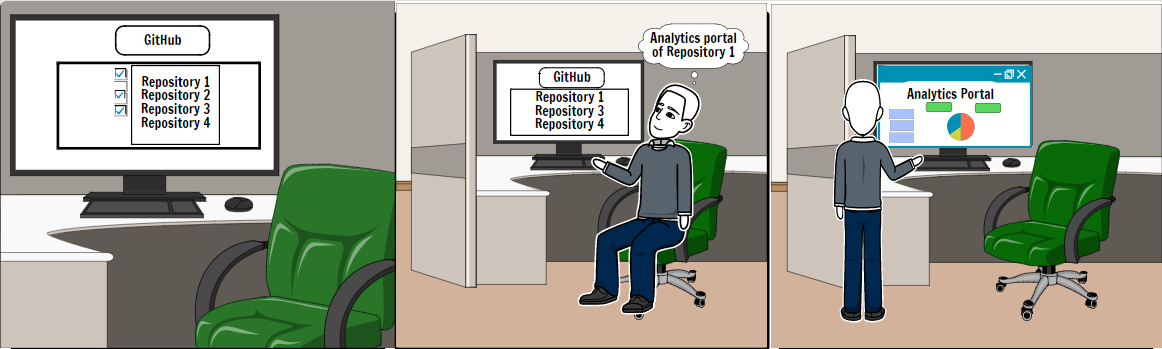 GitHub
Repository 1
Repository 2
Repository 3
Repository 4
Analytics portal
of Repository 1
GitHub
Repository 1
Repository 3
Repository 4
Analytics Portal